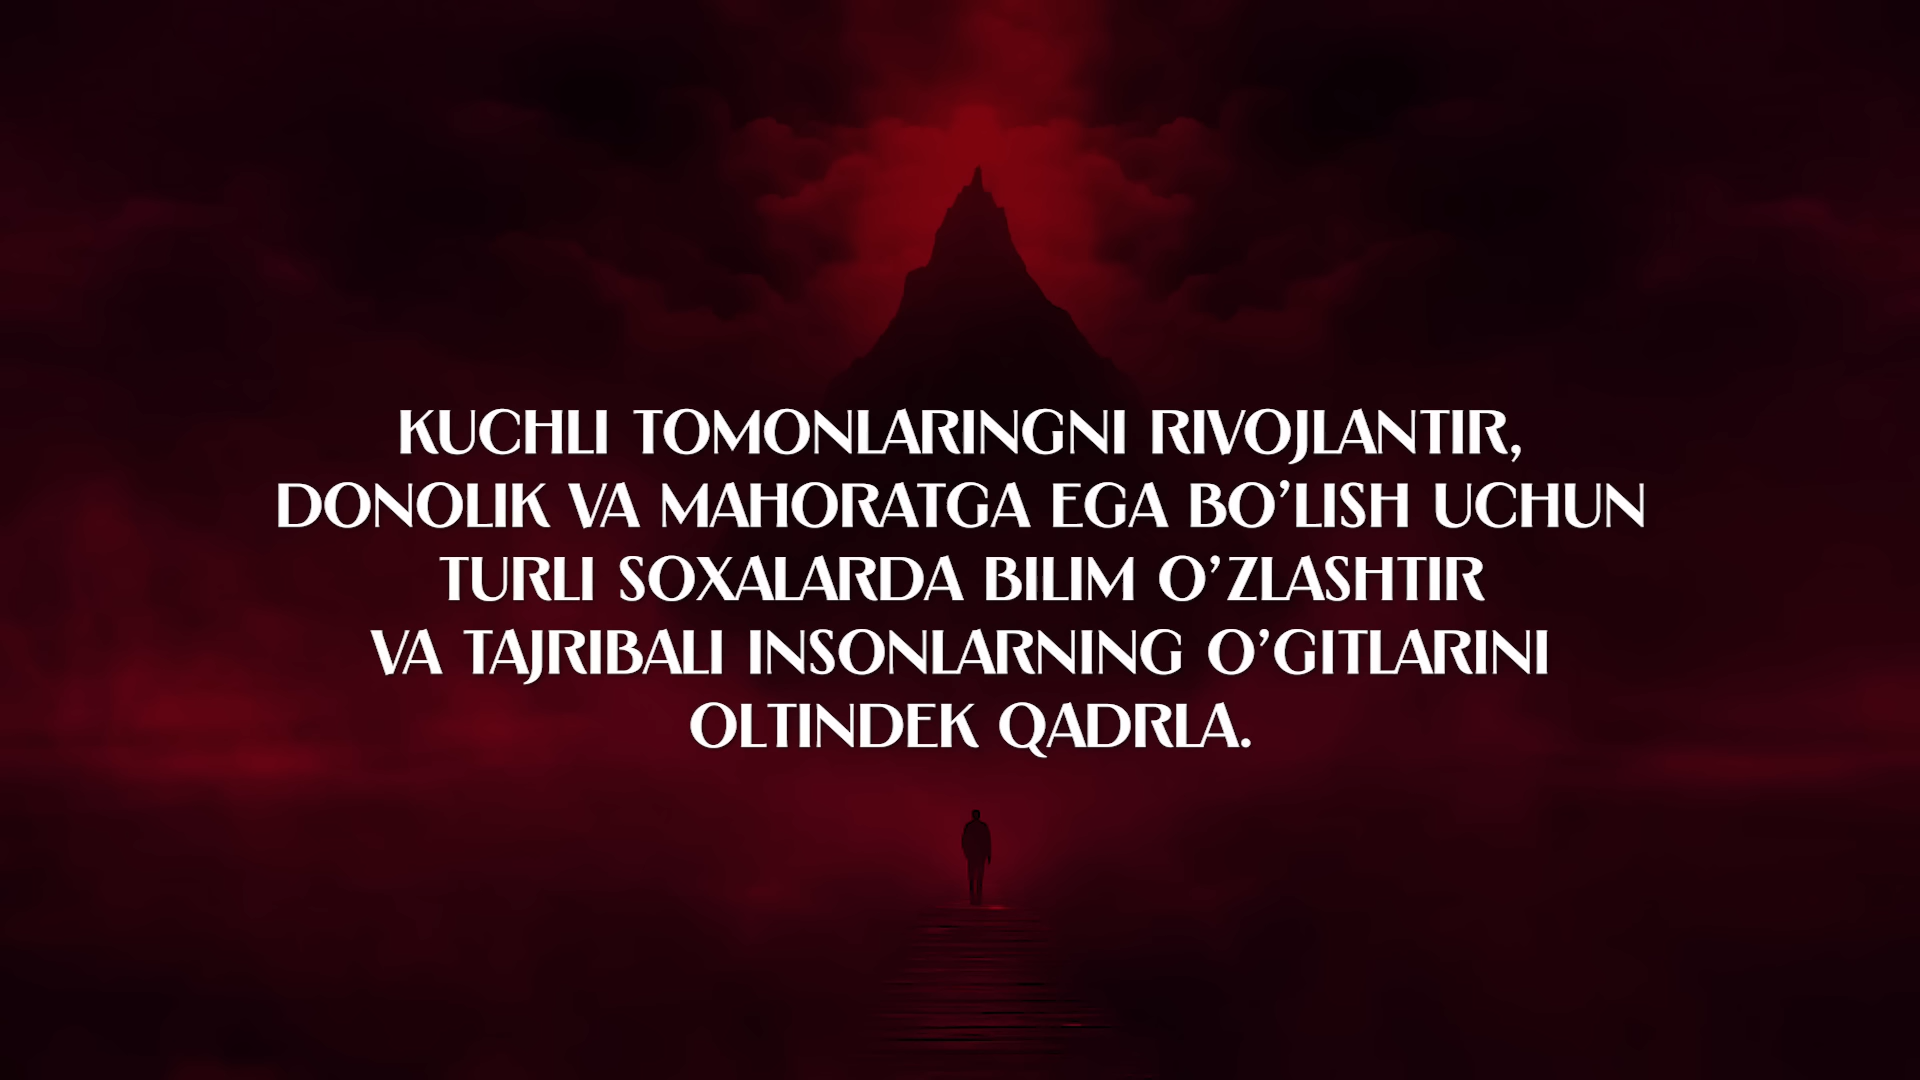 KUCHLI TOMONLARINGNI RIVOJLANTIR,
DONOLIK VA MAHORATGA EGA BO’LISH UCHUN
TURLI SOXALARDA BILIM O’ZLASHTIR
VA TAJRIBALI INSONLARNING O’GITLARINI
OLTINDEK QADRLA.